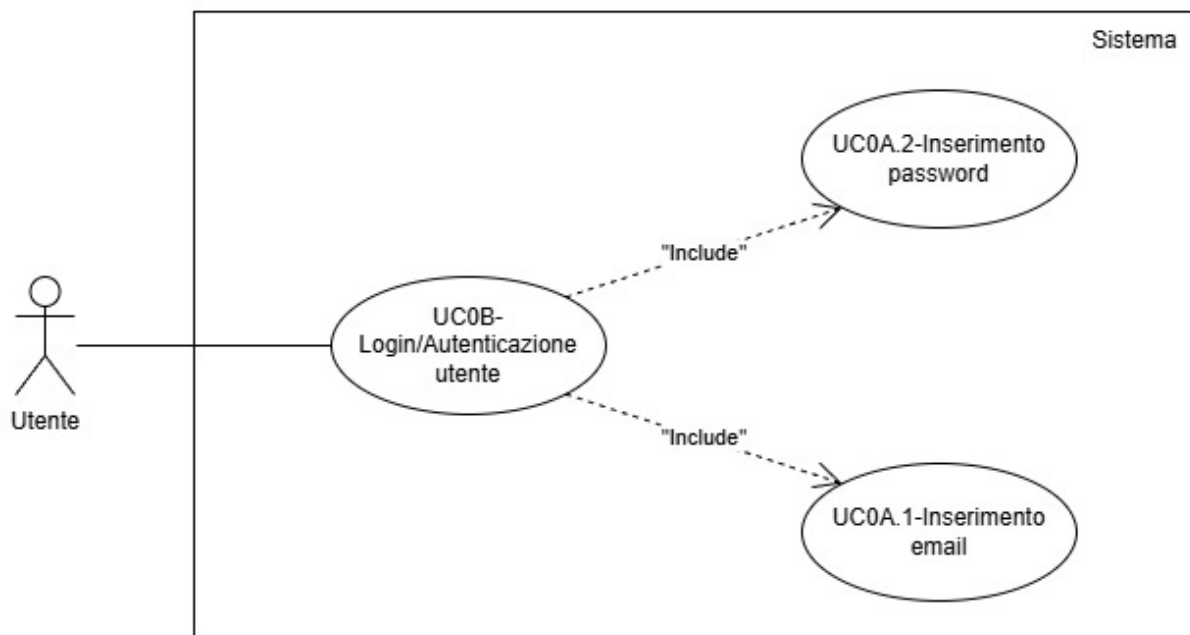 Sistema
UC0A.2-Inserimento
password
"Include"
UC0B-
Login/Autenticazione
utente
Utente
"Include"
UC0A.1-Inserimento
email